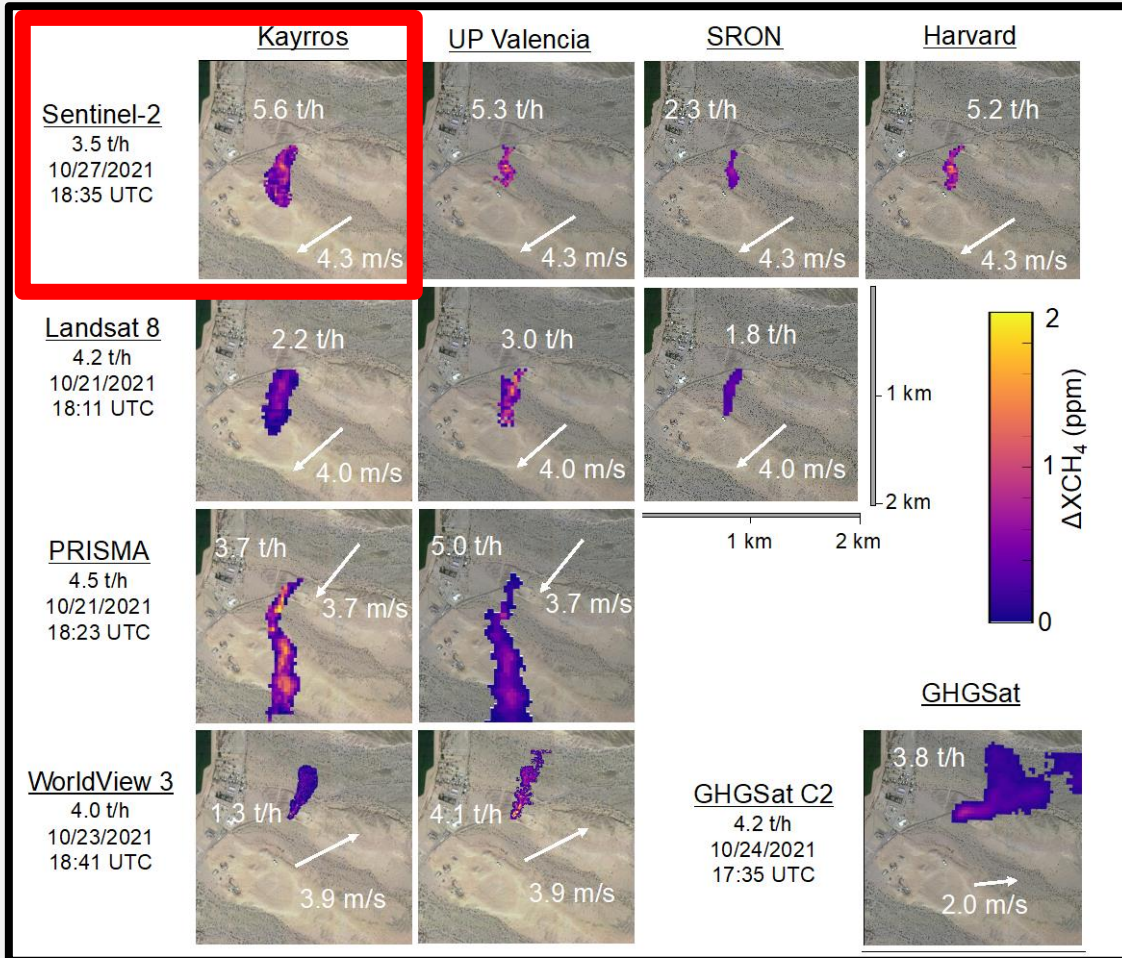 Kayrros UP Valencia SRON Harvard
Sentinel-2
3.5 t/h
10/27/2021
18:35 UTC
5.6 t/h 5.3 t/h 2.3 t/h 5.2 t/h
4.3 m/s 4.3 m/s 4.3 m/s 4.3 m/s
Landsat 8
4.2 t/h
10/21/2021
18:11 UTC
2.2 t/h 3.0 t/h 1.8 t/h
4.0 m/s 4.0 m/s 4.0 m/s
1 km
2 km
1 km 2 km
2
1
0
ΔXCH₄ (ppm)
PRISMA
4.5 t/h
10/21/2021
18:23 UTC
3.7 t/h 5.0 t/h
3.7 m/s 3.7 m/s
WorldView 3
4.0 t/h
10/23/2021
18:41 UTC
1.3 t/h 4.1 t/h
3.9 m/s 3.9 m/s
GHGSat
GHGSat C2
4.2 t/h
10/24/2021
17:35 UTC
3.8 t/h
2.0 m/s